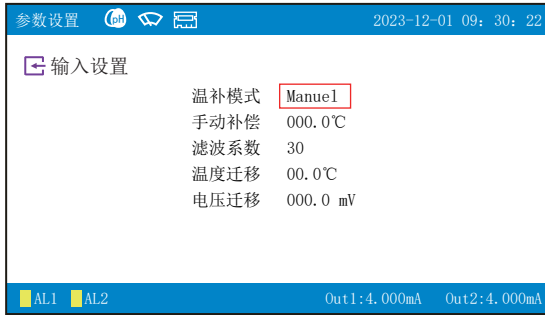 参数设置 pH 2023-12-01 09: 30: 22
输入设置
温补模式 Manuel
手动补偿 000.0℃
滤波系数 30
温度迁移 00.0℃
电压迁移 000.0 mV
AL1 AL2 Out1:4.000mA Out2:4.000mA